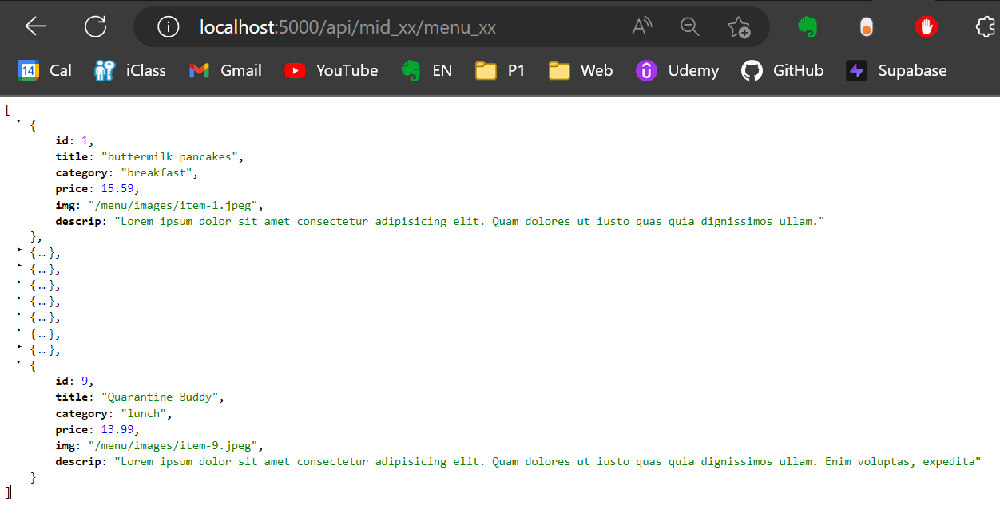 localhost:5000/api/mid_xx/menu_xx
14 Cal iClass Gmail YouTube EN P1 Web Udemy GitHub Supabase
[
{
id: 1,
title: "buttermilk pancakes",
category: "breakfast",
price: 15.59,
img: "/menu/images/item-1.jpeg",
descrip: "Lorem ipsum dolor sit amet consectetur adipisicing elit. Quam dolores ut iusto quas quia dignissimos ullam."
},
{…},
{…},
{…},
{…},
{…},
{…},
{…},
{
id: 9,
title: "Quarantine Buddy",
category: "lunch",
price: 13.99,
img: "/menu/images/item-9.jpeg",
descrip: "Lorem ipsum dolor sit amet consectetur adipisicing elit. Quam dolores ut iusto quas quia dignissimos ullam. Enim voluptas, expedita"
}
]